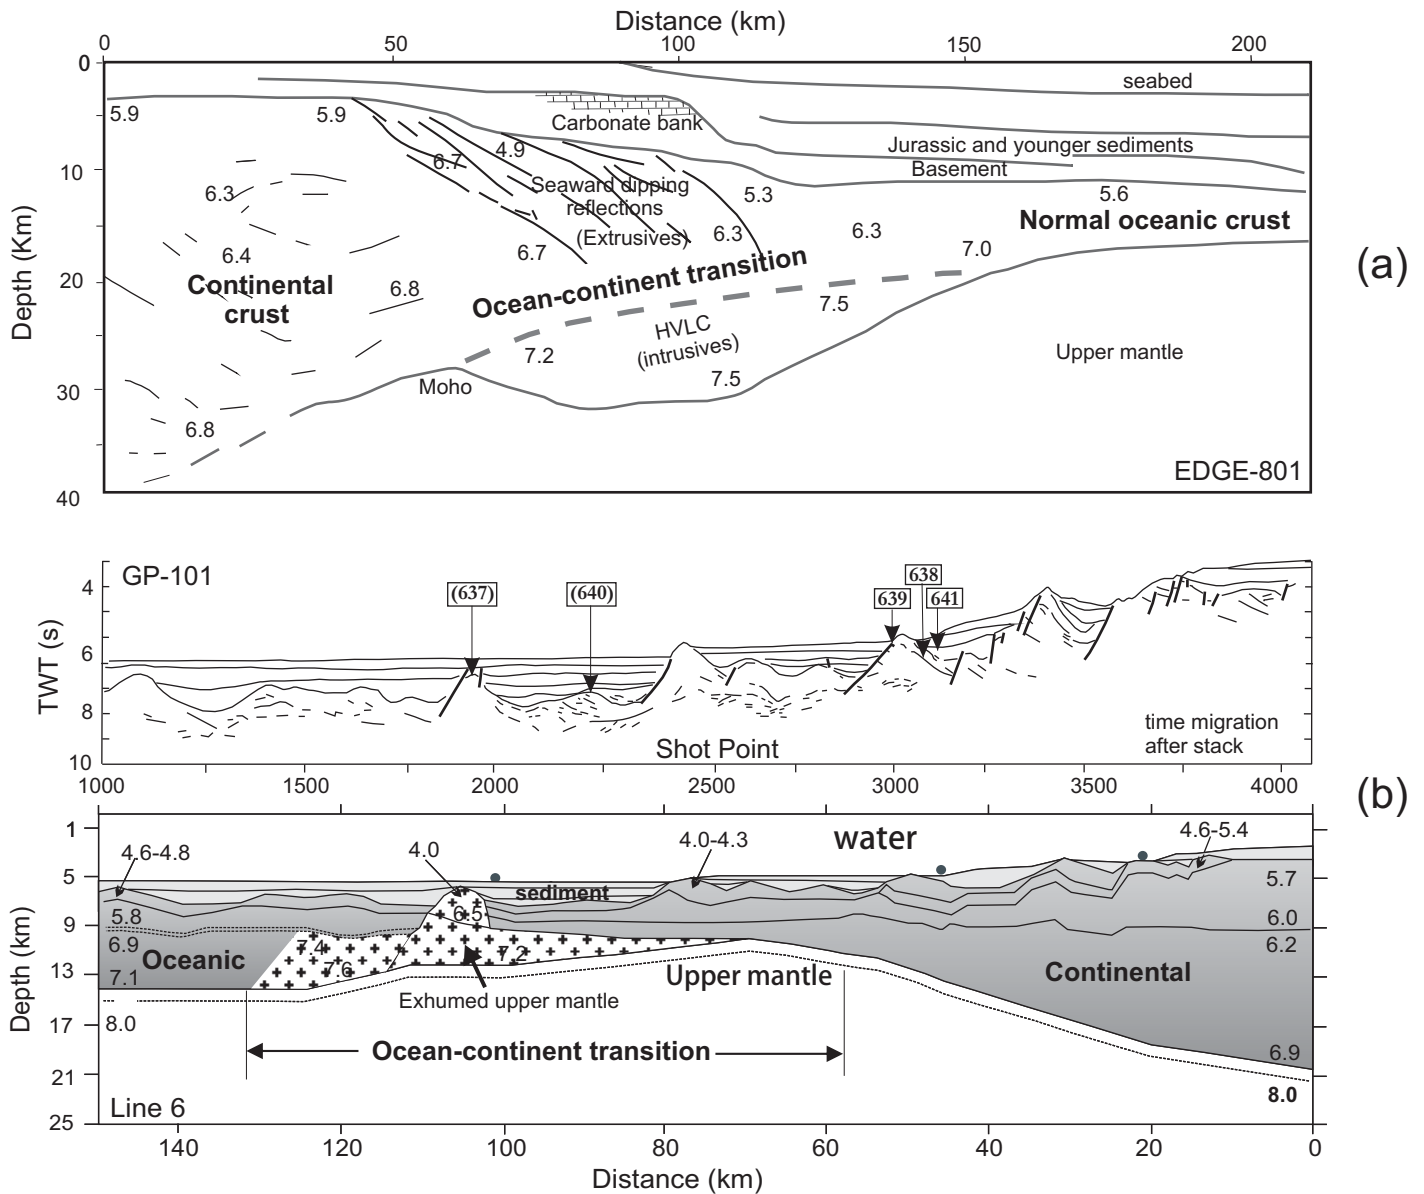 Distance (km)
0 50 100 150 200
0
seabed
5.9 5.9
Carbonate bank
4.9
Jurassic and younger sediments
6.7
10
Basement
6.3
Seaward dipping
reflections
5.3
5.6
Normal oceanic crust
(Extrusives)
6.3
6.3
6.4
6.7
7.0
Depth (Km)
(a)
20
Continental
crust
6.8
Ocean-continent transition
7.5
HVLC
(intrusives)
7.2
Upper mantle
7.5
Moho
30
6.8
EDGE-801
40
GP-101
4
6
8
10
TWT (s)
(637)
(640)
639
638
641
time migration
after stack
Shot Point
1000 1500 2000 2500 3000 3500 4000
(b)
1
5
9
13
17
21
25
Depth (km)
water
4.6-4.8
4.0
4.0-4.3
4.6-5.4
sediment
5.7
5.8
6.5
6.0
6.9
7.4
7.2
6.2
Oceanic
7.6
7.1
Upper mantle
Continental
Exhumed upper mantle
8.0
Ocean-continent transition
6.9
8.0
Line 6
140 120 100 80 60 40 20 0
Distance (km)